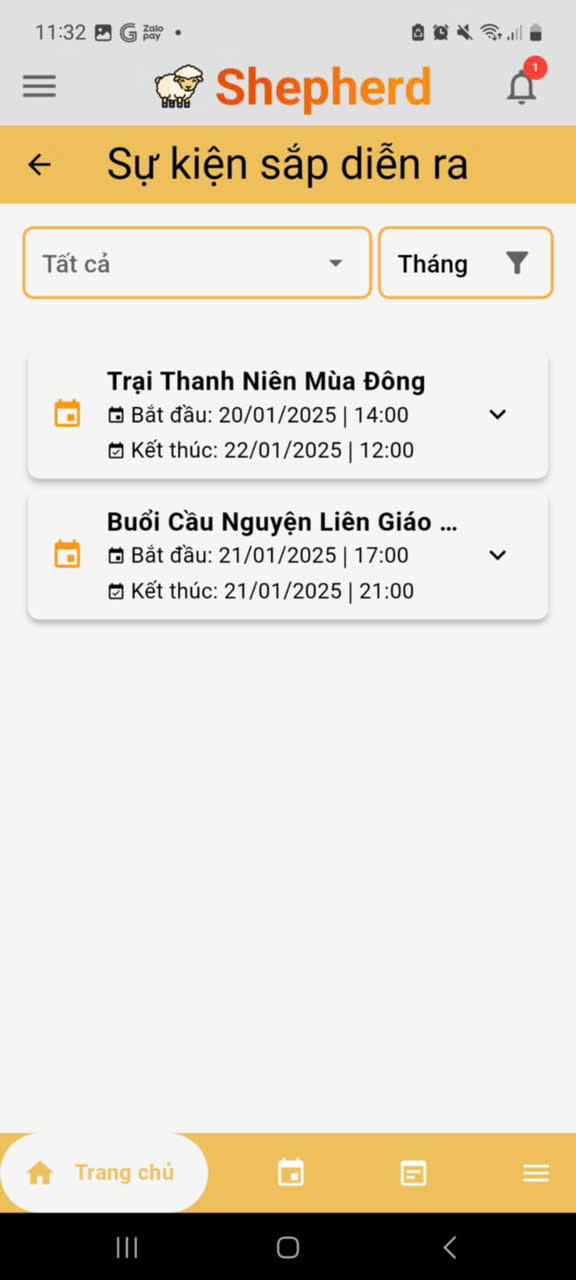 11:32 Zalo pay
1
Shepherd
Sự kiện sắp diễn ra
Tất cả
Tháng
Trại Thanh Niên Mùa Đông
Bắt đầu: 20/01/2025 | 14:00
Kết thúc: 22/01/2025 | 12:00
Buổi Cầu Nguyện Liên Giáo ...
Bắt đầu: 21/01/2025 | 17:00
Kết thúc: 21/01/2025 | 21:00
Trang chủ